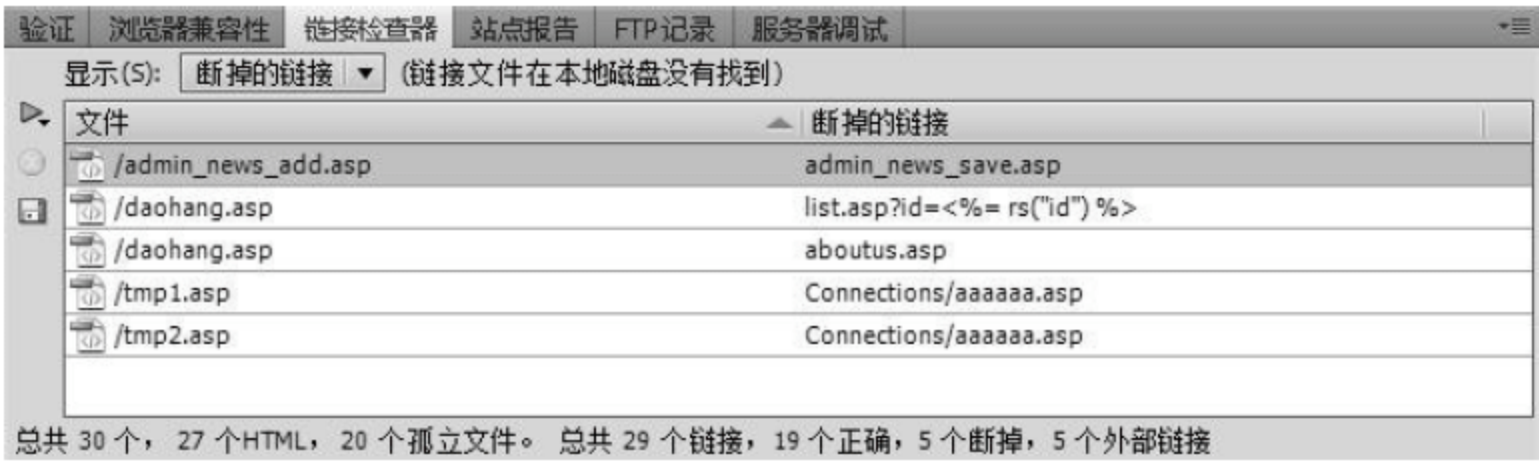 验证 浏览器兼容性 链接检查器 站点报告 FTP记录 服务器调试
显示(S): 断掉的链接 (链接文件在本地磁盘没有找到)
文件 断掉的链接
/admin_news_add.asp admin_news_save.asp
/daohang.asp list.asp?id=<%= rs("id") %>
/daohang.asp aboutus.asp
/tmp1.asp Connections/aaaaaa.asp
/tmp2.asp Connections/aaaaaa.asp
总共 30 个, 27 个HTML, 20 个孤立文件。 总共 29 个链接, 19 个正确, 5 个断掉, 5 个外部链接